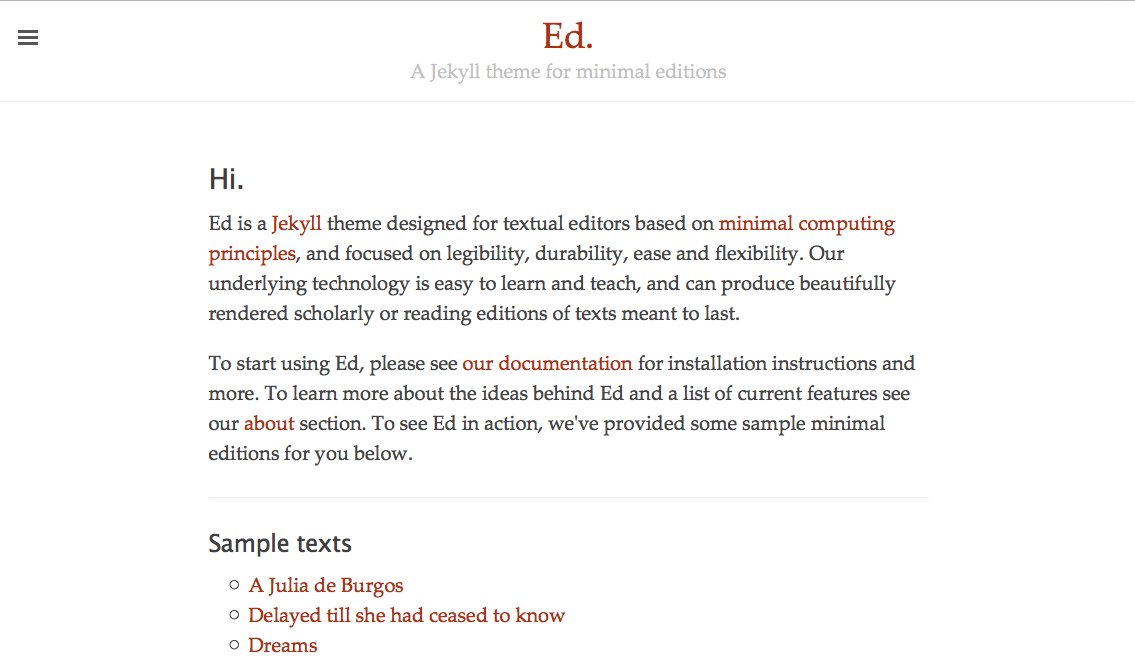 Ed.
A Jekyll theme for minimal editions
Hi.
Ed is a Jekyll theme designed for textual editors based on minimal computing
principles, and focused on legibility, durability, ease and flexibility. Our
underlying technology is easy to learn and teach, and can produce beautifully
rendered scholarly or reading editions of texts meant to last.
To start using Ed, please see our documentation for installation instructions and
more. To learn more about the ideas behind Ed and a list of current features see
our about section. To see Ed in action, we've provided some sample minimal
editions for you below.
Sample texts
A Julia de Burgos
Delayed till she had ceased to know
Dreams